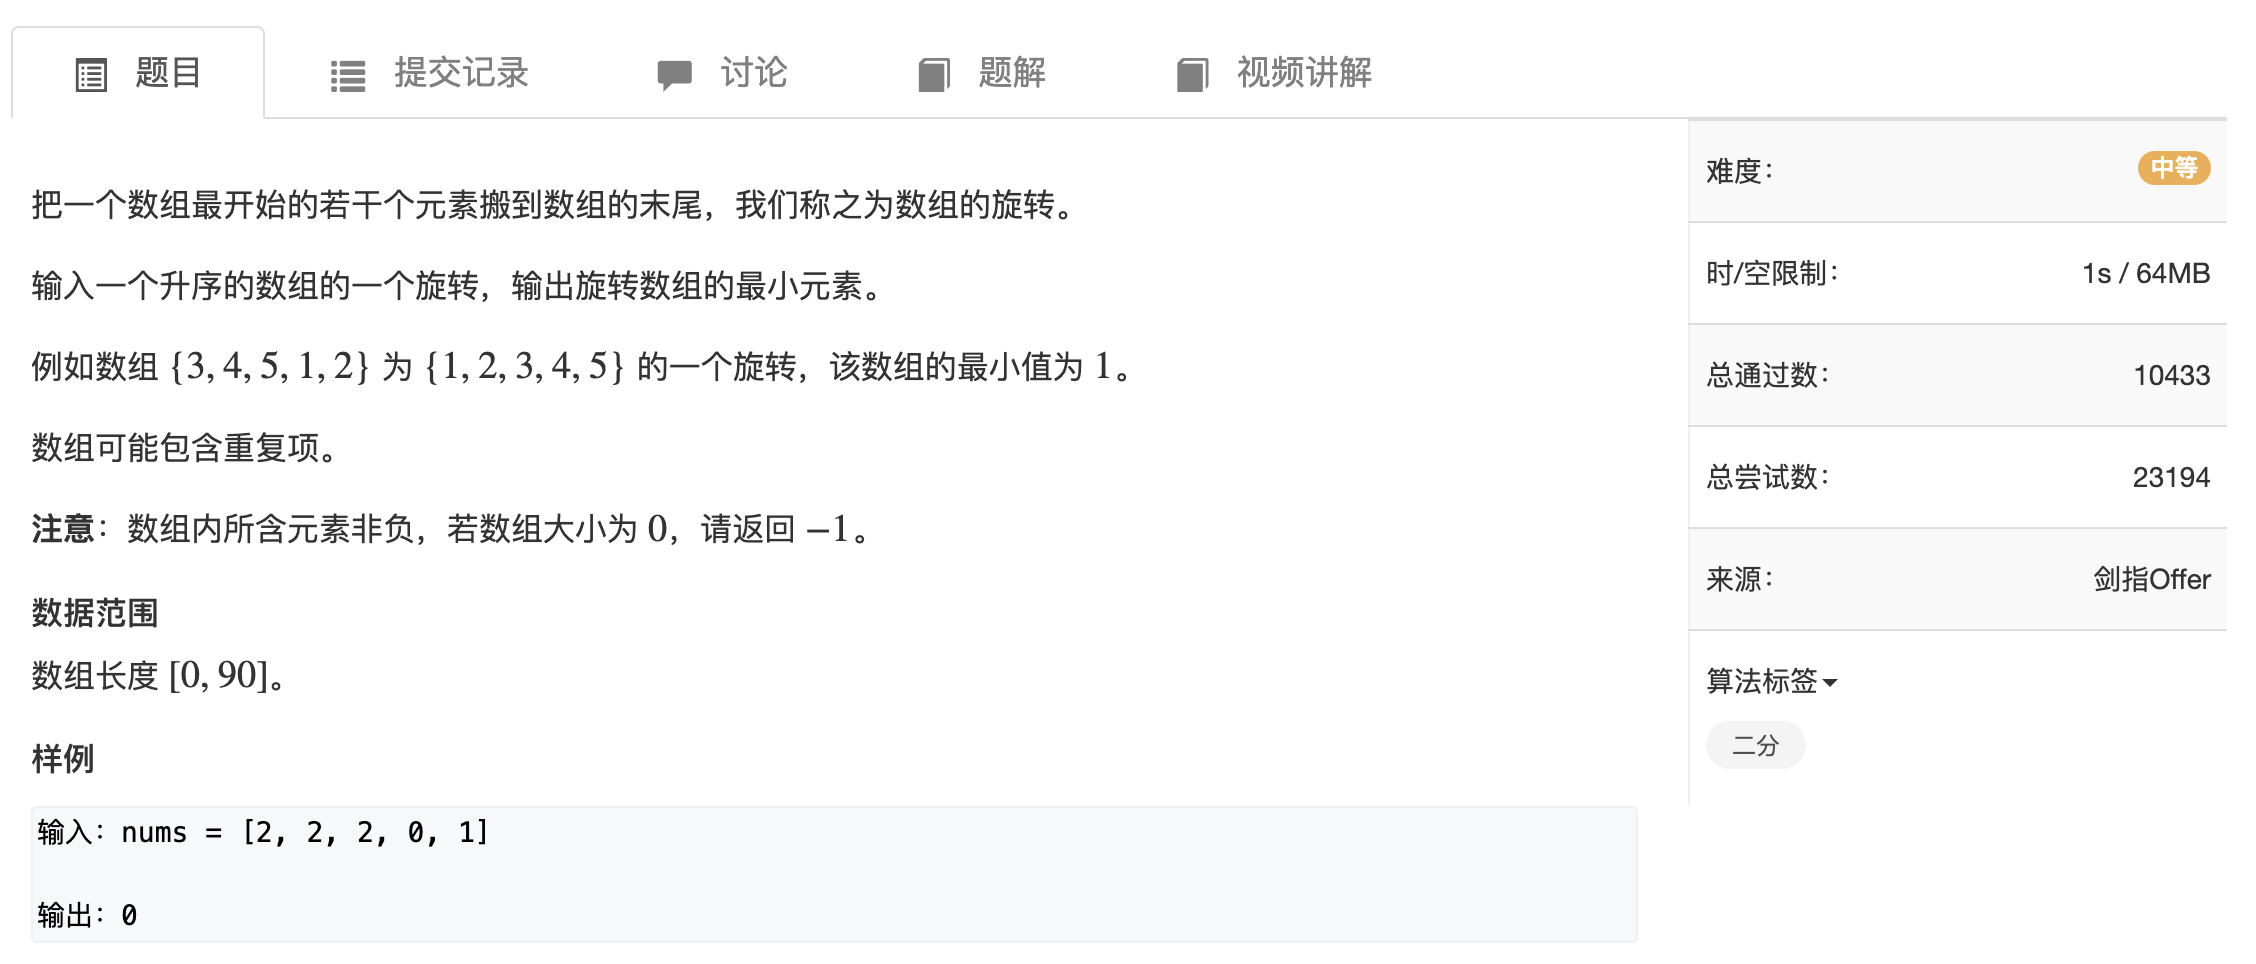 题目 提交记录 讨论 题解 视频讲解
把一个数组最开始的若干个元素搬到数组的末尾，我们称之为数组的旋转。
输入一个升序的数组的一个旋转，输出旋转数组的最小元素。
例如数组 {3, 4, 5, 1, 2} 为 {1, 2, 3, 4, 5} 的一个旋转，该数组的最小值为 1。
数组可能包含重复项。
注意：数组内所含元素非负，若数组大小为 0，请返回 −1。
数据范围
数组长度 [0, 90]。
样例
输入：nums = [2, 2, 2, 0, 1]
输出：0
难度： 中等
时/空限制： 1s / 64MB
总通过数： 10433
总尝试数： 23194
来源： 剑指Offer
算法标签
二分